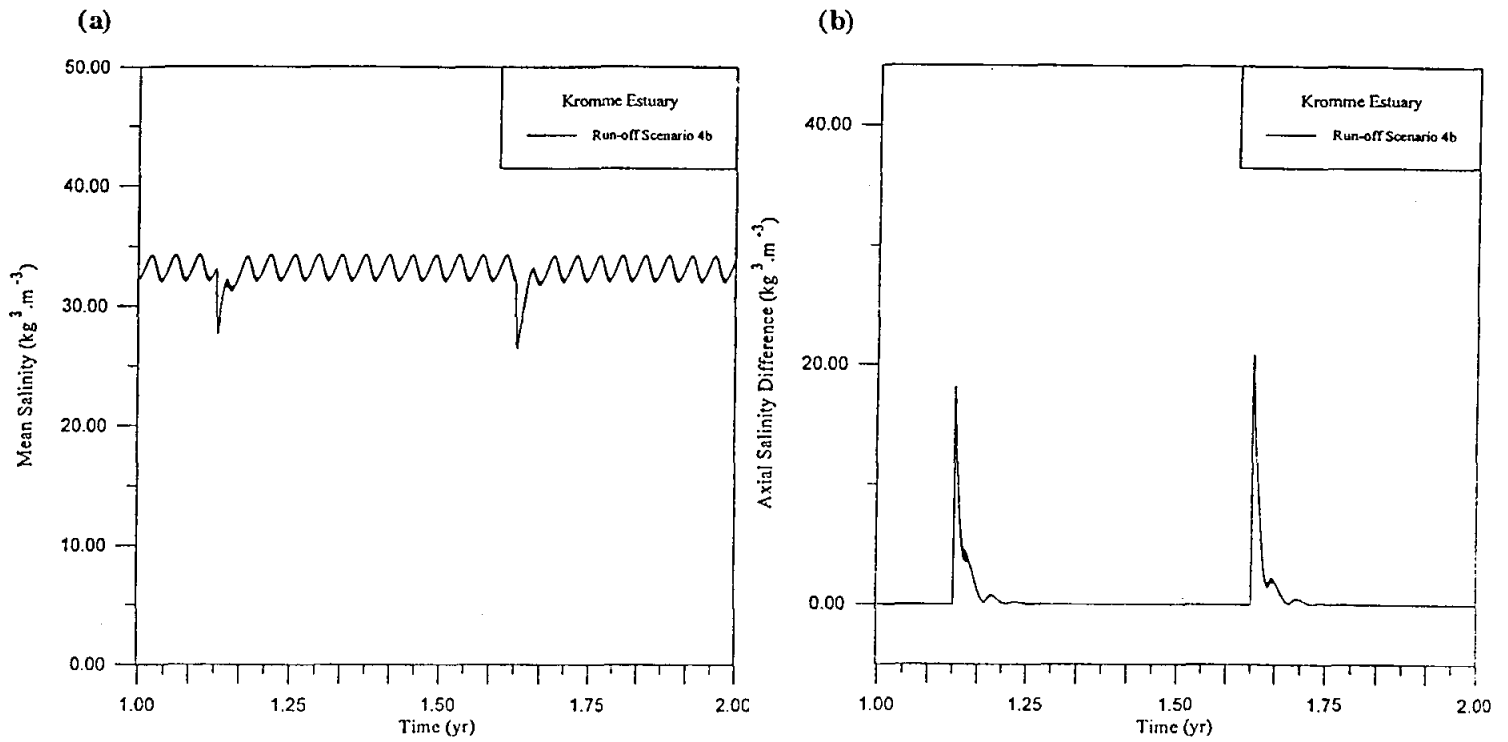 (a)
50.00
40.00
30.00
20.00
10.00
0.00
Mean Salinity (kg ³.m ⁻³)
Kromme Estuary
Run-off Scenario 4b
1.00 1.25 1.50 1.75 2.00
Time (yr)
(b)
40.00
20.00
0.00
Axial Salinity Difference (kg ³.m ⁻³)
Kromme Estuary
Run-off Scenario 4b
1.00 1.25 1.50 1.75 2.00
Time (yr)